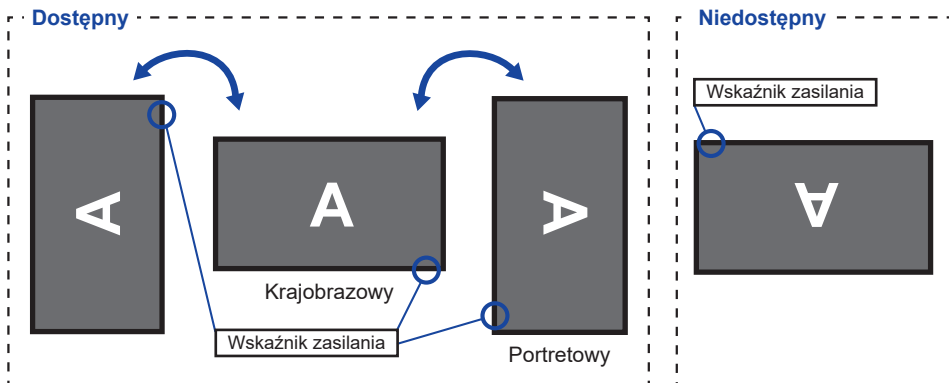 Dostępny
Niedostępny
Wskaźnik zasilania
A
A
A
A
Krajobrazowy
Wskaźnik zasilania
Portretowy